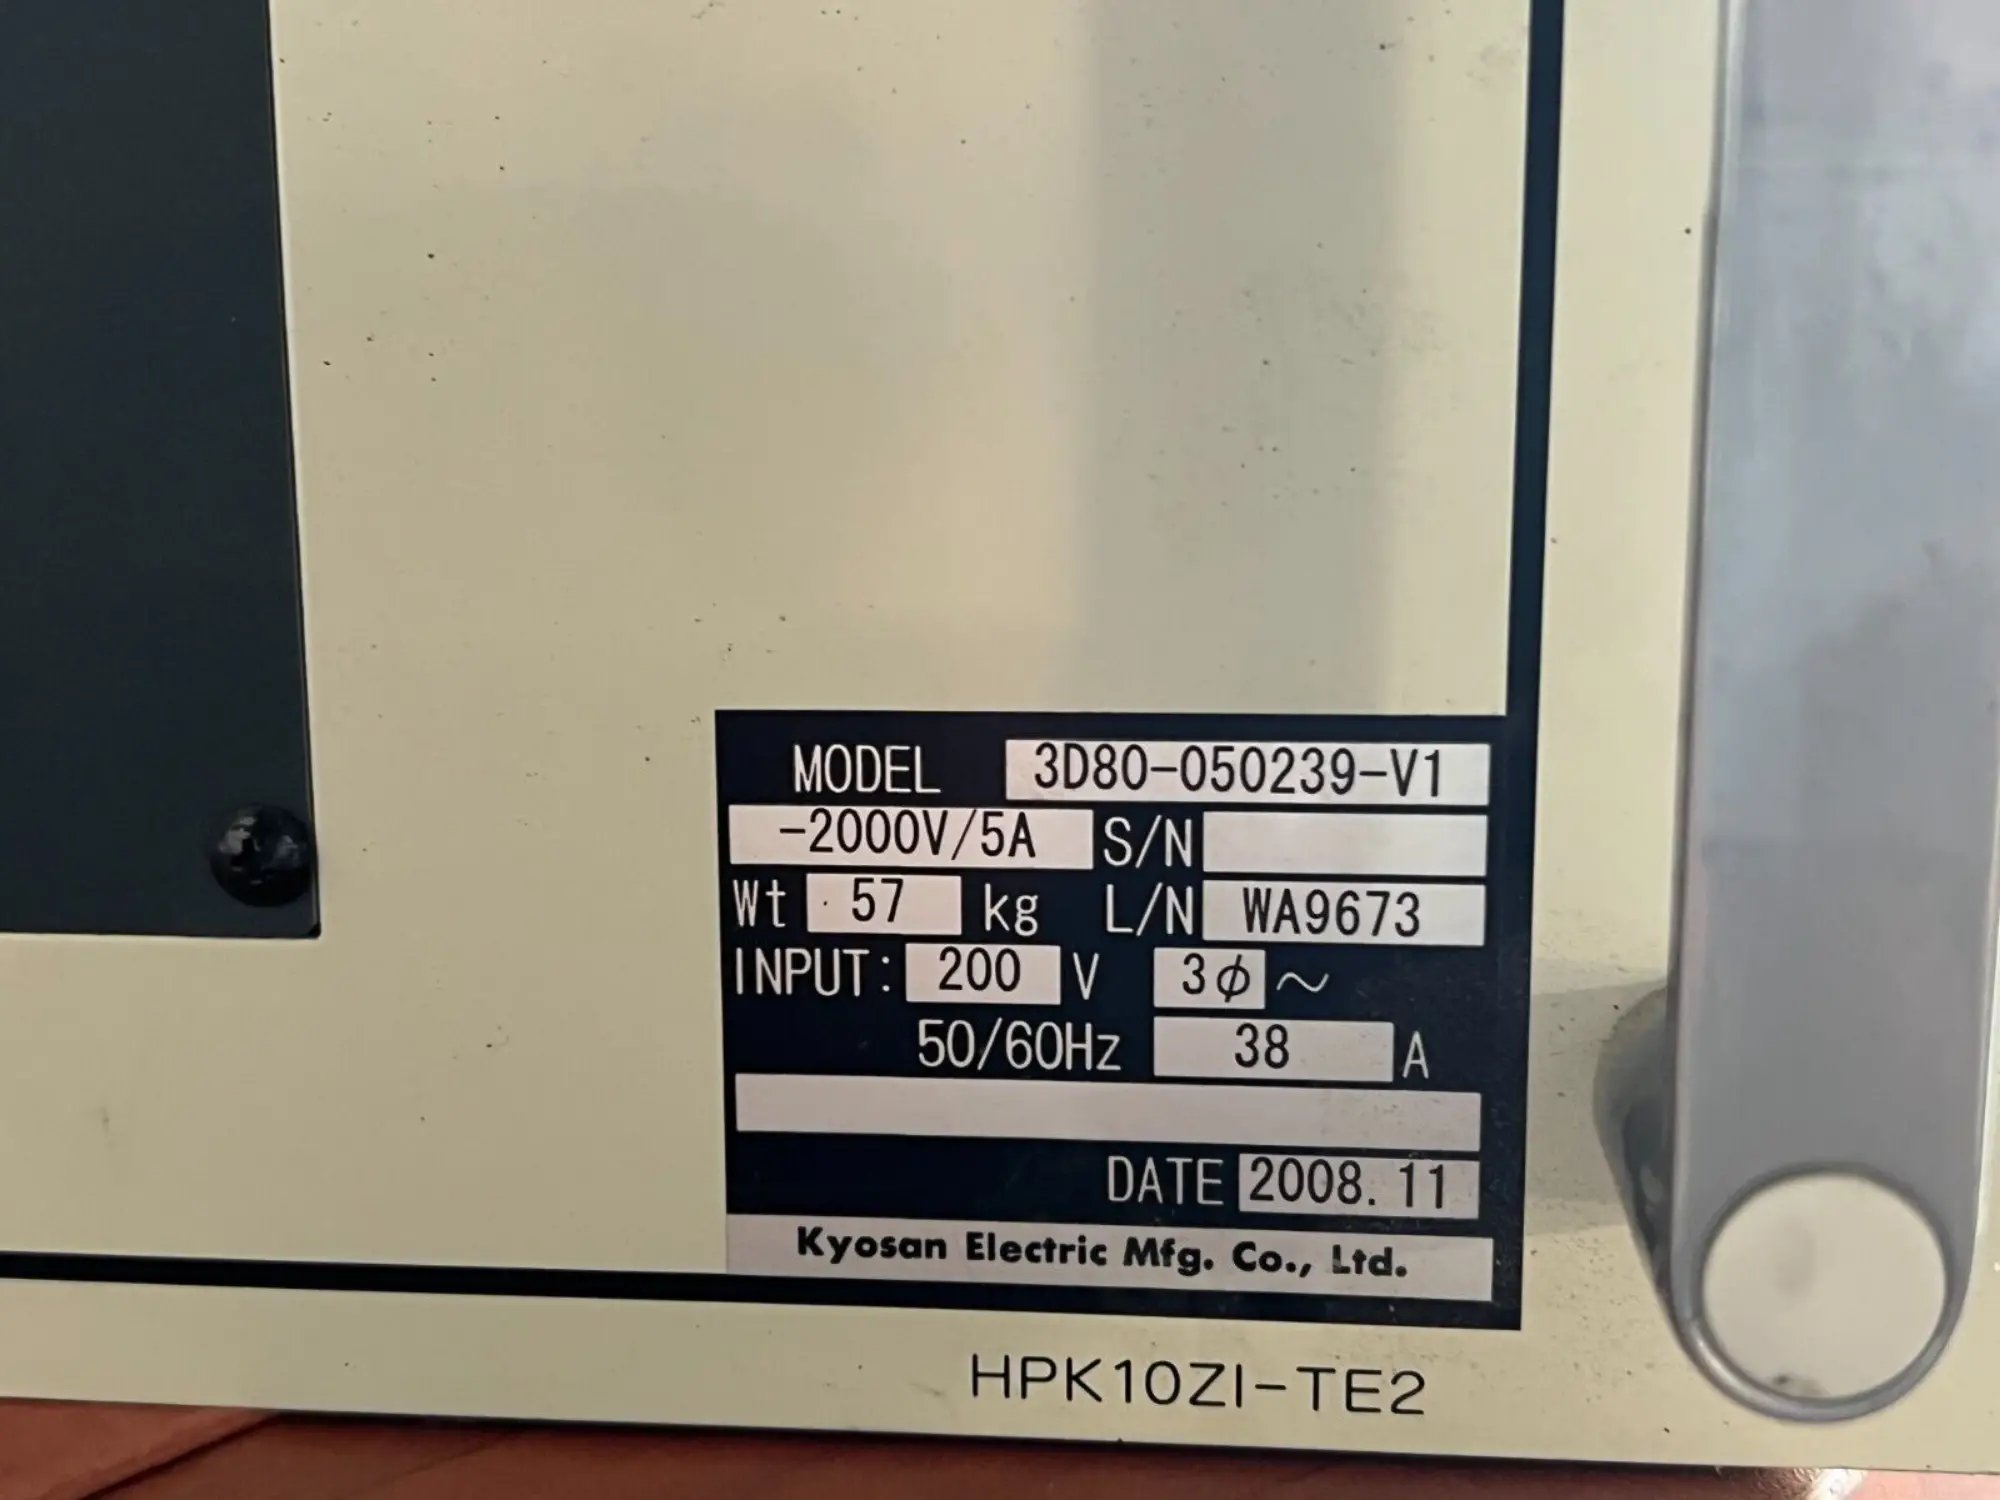 MODEL 3D80-050239-V1
-2000V/5A S/N
Wt 57 kg L/N WA9673
INPUT: 200 V 3φ ~
50/60Hz 38 A
DATE 2008.11
Kyosan Electric Mfg. Co., Ltd.
HPK10ZI-TE2